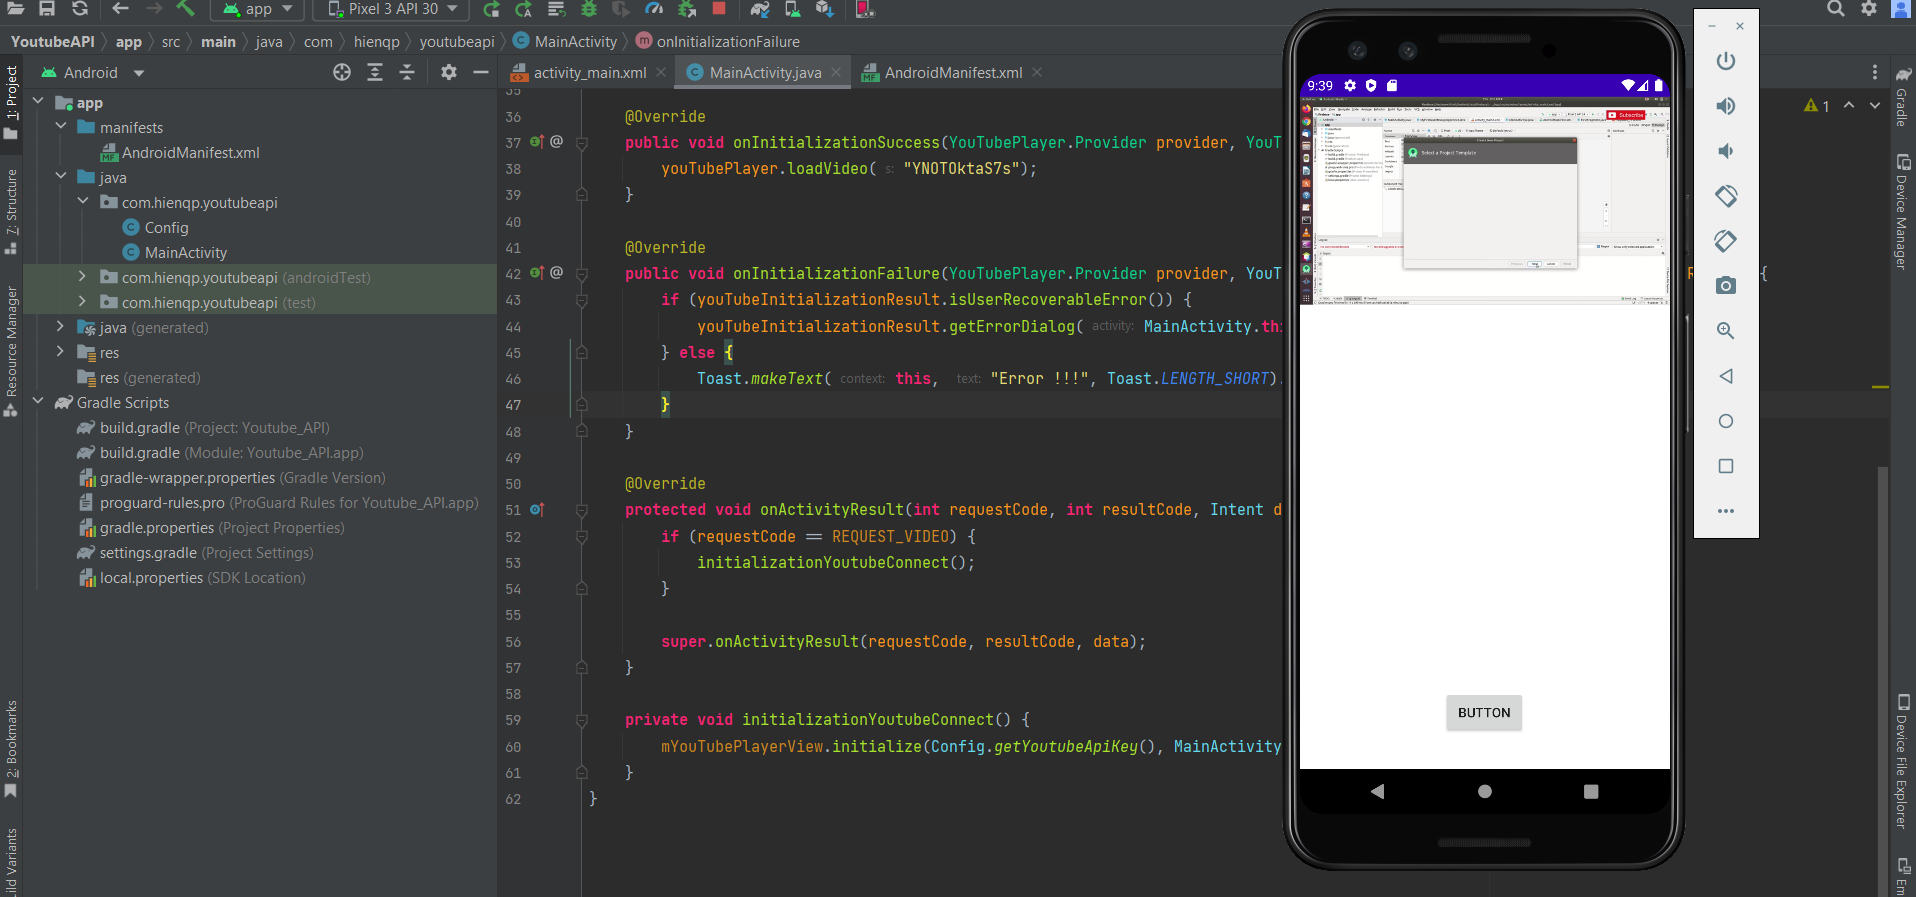 app
Pixel 3 API 30
YoutubeAPI app src main java com hienqp youtubeapi MainActivity onInitializationFailure
Android
activity_main.xml
MainActivity.java
AndroidManifest.xml
1: Project
7: Structure
Resource Manager
2: Bookmarks
app
manifests
AndroidManifest.xml
java
com.hienqp.youtubeapi
Config
MainActivity
com.hienqp.youtubeapi (androidTest)
com.hienqp.youtubeapi (test)
java (generated)
res
res (generated)
Gradle Scripts
build.gradle (Project: Youtube_API)
build.gradle (Module: Youtube_API.app)
gradle-wrapper.properties (Gradle Version)
proguard-rules.pro (ProGuard Rules for Youtube_API.app)
gradle.properties (Project Properties)
settings.gradle (Project Settings)
local.properties (SDK Location)
35
36 @Override
37 public void onInitializationSuccess(YouTubePlayer.Provider provider, YouT
38 youTubePlayer.loadVideo( s: "YNOTOktaS7s");
39 }
40
41 @Override
42 public void onInitializationFailure(YouTubePlayer.Provider provider, YouT
43 if (youTubeInitializationResult.isUserRecoverableError()) {
44 youTubeInitializationResult.getErrorDialog( activity: MainActivity.thi
45 } else {
46 Toast.makeText( context: this, text: "Error !!!", Toast.LENGTH_SHORT).
47 }
48 }
49
50 @Override
51 protected void onActivityResult(int requestCode, int resultCode, Intent d
52 if (requestCode == REQUEST_VIDEO) {
53 initializationYoutubeConnect();
54 }
55
56 super.onActivityResult(requestCode, resultCode, data);
57 }
58
59 private void initializationYoutubeConnect() {
60 mYouTubePlayerView.initialize(Config.getYoutubeApiKey(), MainActivity
61 }
62 }
9:39
Subscribe
Select a Project Template
BUTTON
1
R
{
Gradle
Device Manager
Device File Explorer
Em